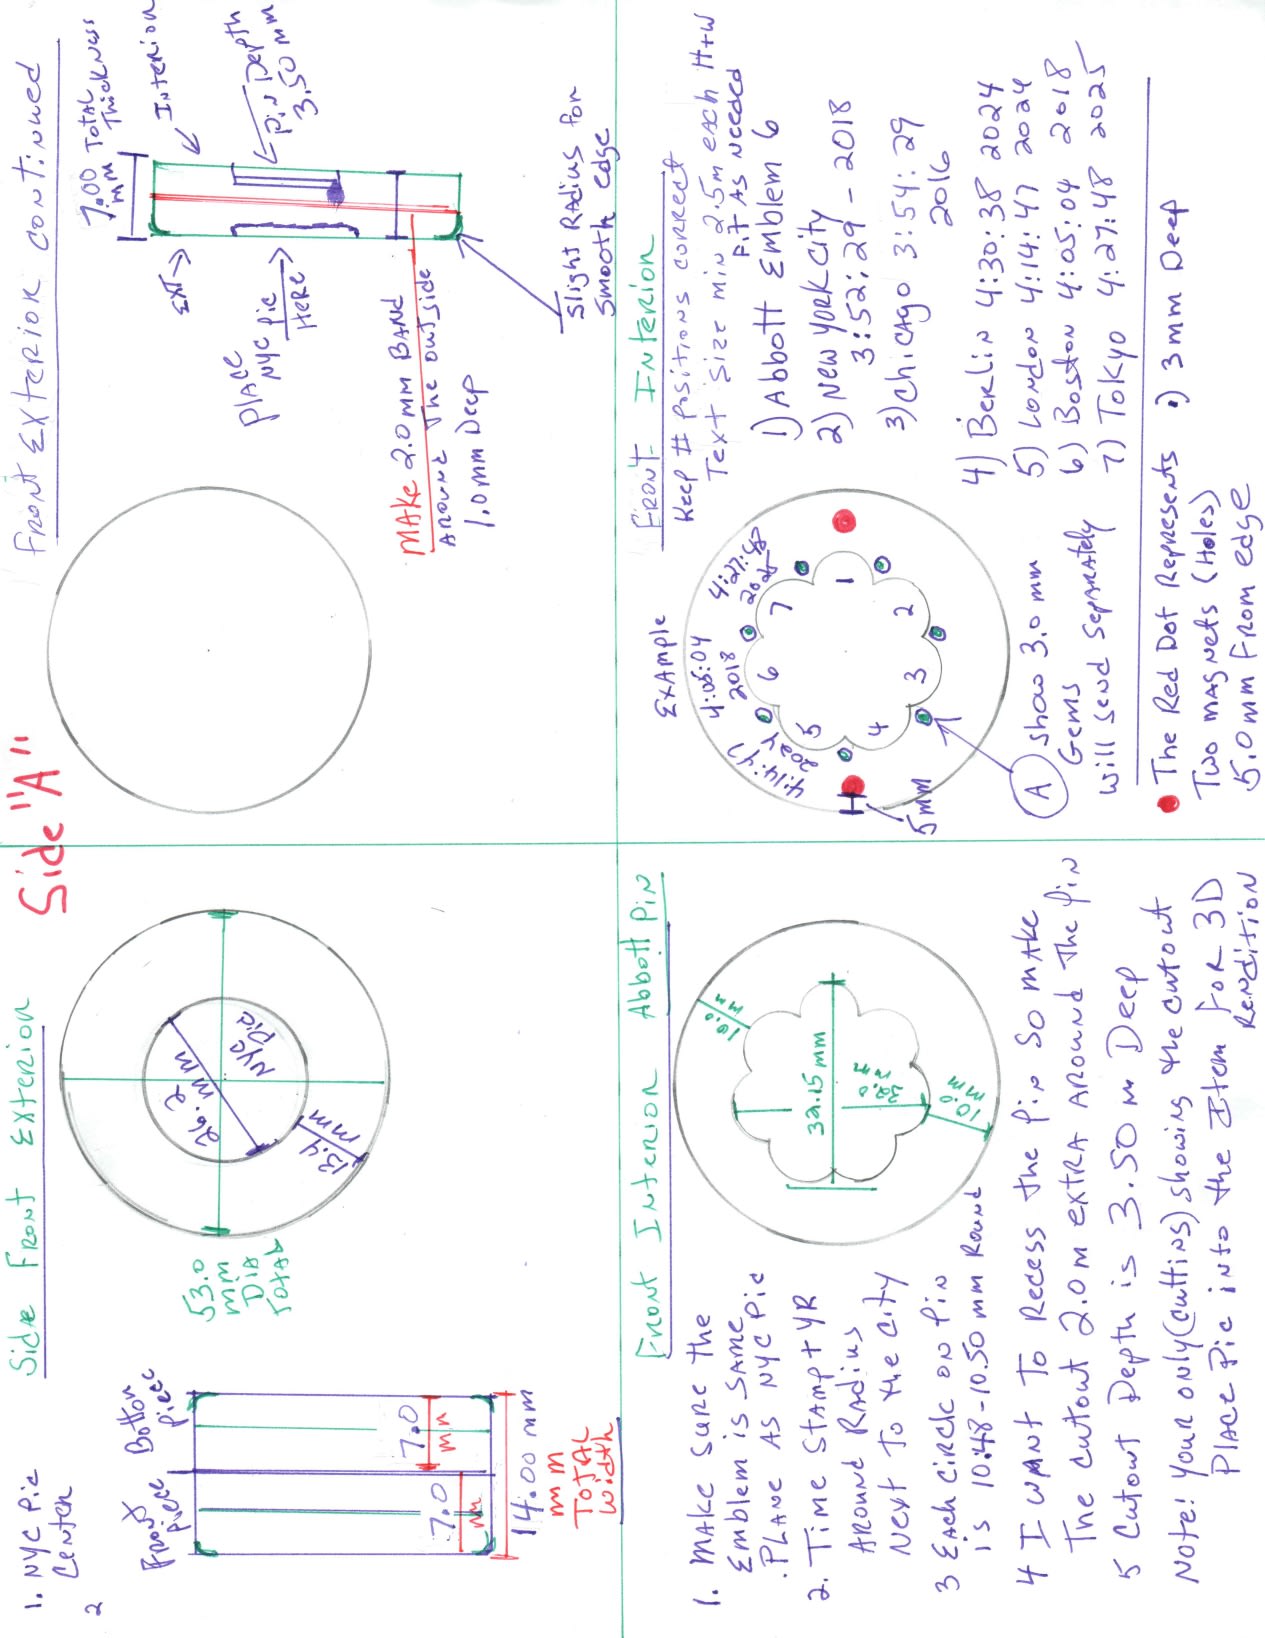 Side "A"
Side Front Exterior
1. NYC Pic
Center
2
Front
Piece
Bottom
Piece
7.0
mm
7.0
mm
14.00 mm
mm
Total
Width
53.0
mm
Dia
Total
26.2
mm
NYC
Pic
13.4
mm
Front Exterior Continued
7.00
mm
Total
Thickness
Ext
Interior
Place
NYC Pic
Here
Pin Depth
3.50 mm
Make 2.0 mm Band
Around The outside
1.0 mm Deep
Slight Radius for
Smooth edge
Front Interior Abbott Pin
1. Make sure the
Emblem is same
Plane as NYC Pic
2. Time Stamp + YR
Around Radius
Next To the City
3 Each Circle on Pin
is 10.48-10.50 mm Round
4 I want To Recess the Pin So make
The cutout 2.0 m extra around The Pin
5 Cutout Depth is 3.50 m Deep
Note! Your only (cutting) showing the cutout
Place Pic into the Item For 3D
Rendition
10.0
mm
32.15 mm
32.0
mm
10.0
mm
Front Interior
Keep # positions correct
Text size min 2.5m each H+W
Fit As Needed
Example
4:05:04
2018
4:27:48
2025
4:14:47
2024
6
7
5
1
4
3
2
5mm
1) Abbott Emblem 6
2) New York City
3:52:29 - 2018
3) Chicago 3:54:29
2016
4) Berlin 4:30:38 2024
5) London 4:14:47 2024
6) Boston 4:05:04 2018
7) Tokyo 4:27:48 2025
A show 3.0 mm
Gems
will send separately
The Red Dot Represents
Two magnets (Holes)
5.0mm From edge
•) 3mm Deep